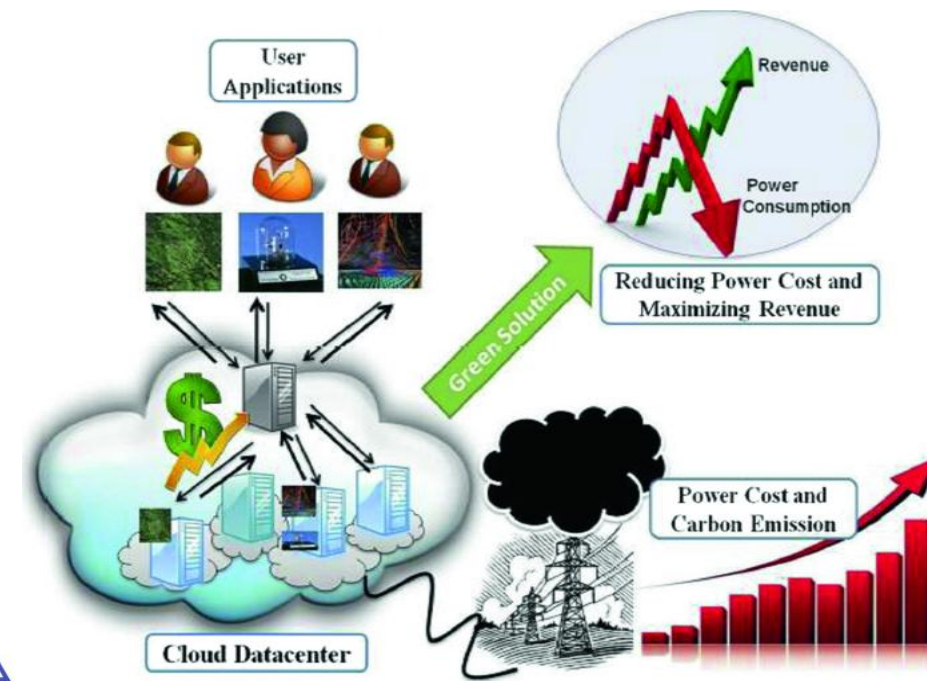 User
Applications
Revenue
Power
Consumption
Reducing Power Cost and
Maximizing Revenue
Green Solution
$
Power Cost and
Carbon Emission
Cloud Datacenter